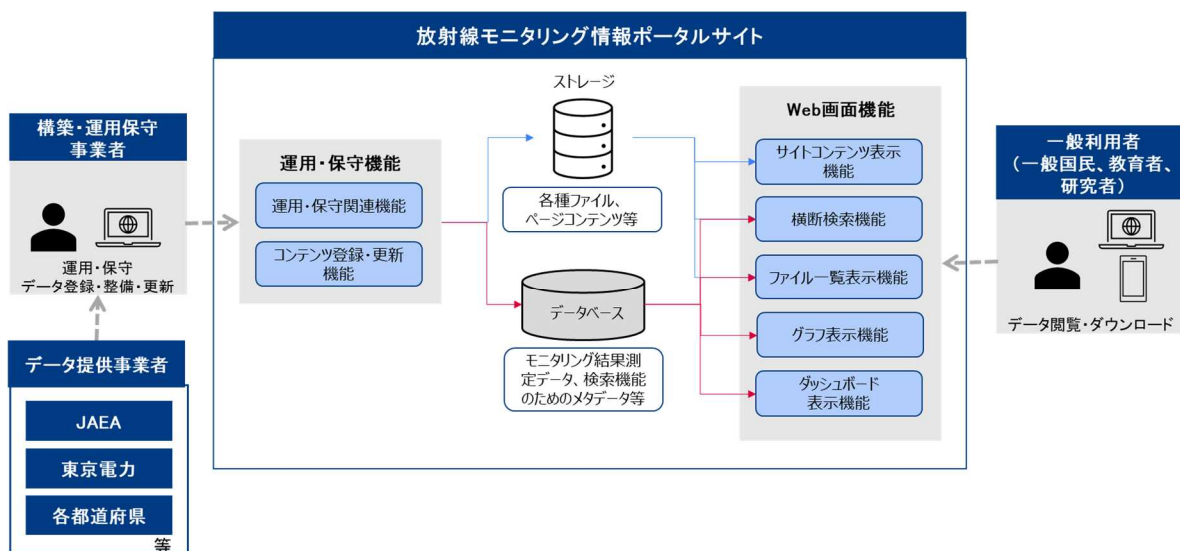 放射線モニタリング情報ポータルサイト
構築・運用保守
事業者
運用・保守
データ登録・整備・更新
データ提供事業者
JAEA
東京電力
各都道府県
等
運用・保守機能
運用・保守関連機能
コンテンツ登録・更新
機能
ストレージ
各種ファイル、
ページコンテンツ等
データベース
モニタリング結果測
定データ、検索機能
のためのメタデータ等
Web画面機能
サイトコンテンツ表示
機能
横断検索機能
ファイル一覧表示機能
グラフ表示機能
ダッシュボード
表示機能
一般利用者
（一般国民、教育者、
研究者）
データ閲覧・ダウンロード